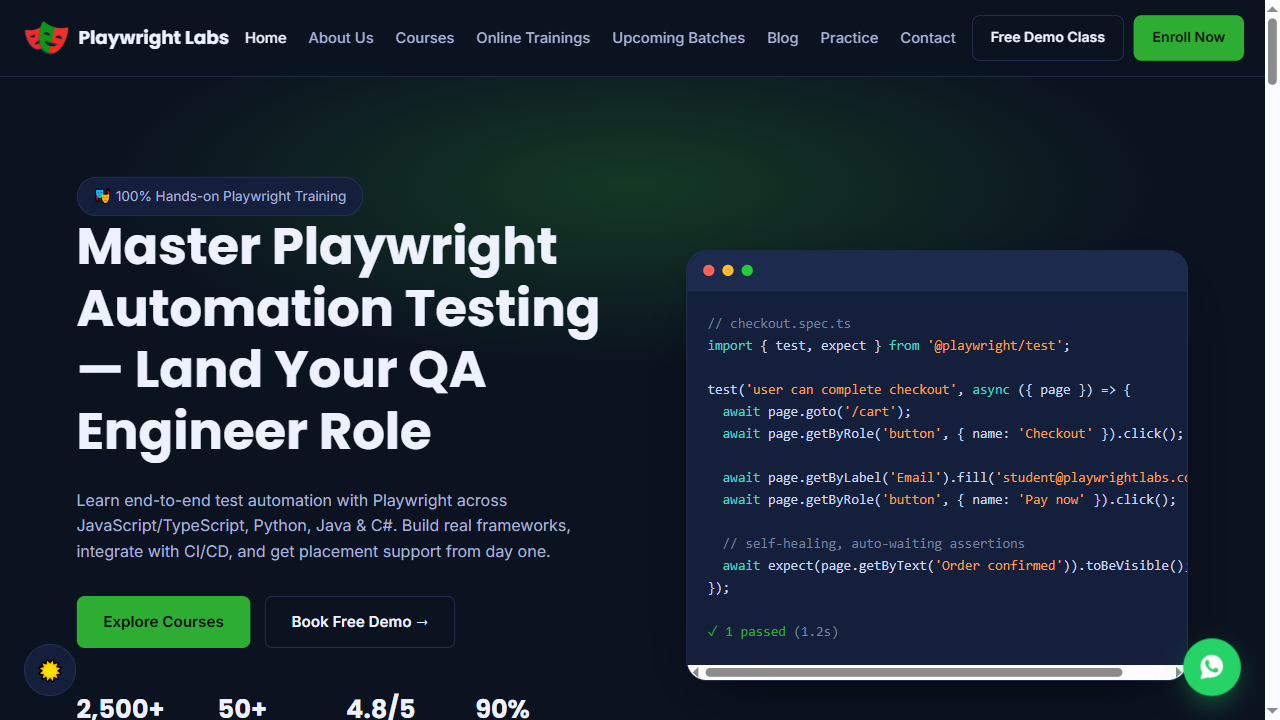 Playwright Labs Home About Us Courses Online Trainings Upcoming Batches Blog Practice Contact Free Demo Class Enroll Now
100% Hands-on Playwright Training
Master Playwright
Automation Testing
— Land Your QA
Engineer Role
Learn end-to-end test automation with Playwright across
JavaScript/TypeScript, Python, Java & C#. Build real frameworks,
integrate with CI/CD, and get placement support from day one.
Explore Courses Book Free Demo →
2,500+ 50+ 4.8/5 90%
// checkout.spec.ts
import { test, expect } from '@playwright/test';
test('user can complete checkout', async ({ page }) => {
await page.goto('/cart');
await page.getByRole('button', { name: 'Checkout' }).click();
await page.getByLabel('Email').fill('student@playwrightlabs.co
await page.getByRole('button', { name: 'Pay now' }).click();
// self-healing, auto-waiting assertions
await expect(page.getByText('Order confirmed')).toBeVisible();
});
✓ 1 passed (1.2s)